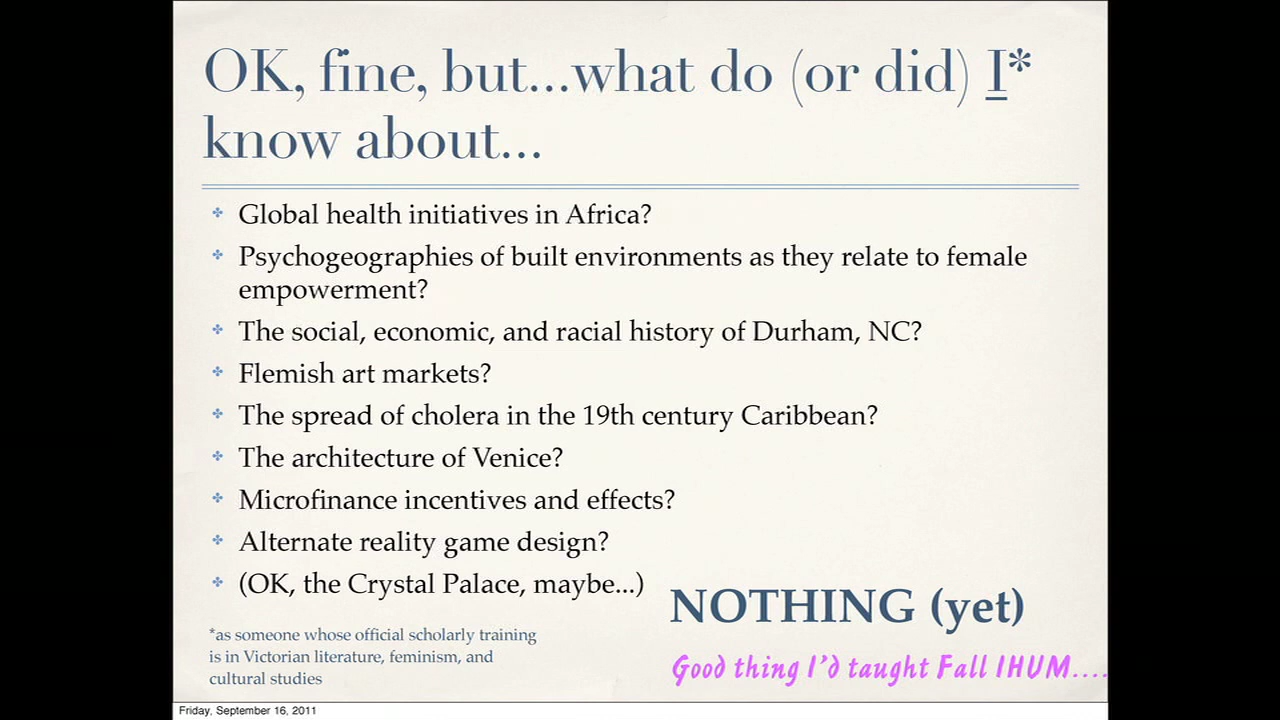 OK, fine, but...what do (or did) I*
know about...
Global health initiatives in Africa?
Psychogeographies of built environments as they relate to female
empowerment?
The social, economic, and racial history of Durham, NC?
Flemish art markets?
The spread of cholera in the 19th century Caribbean?
The architecture of Venice?
Microfinance incentives and effects?
Alternate reality game design?
(OK, the Crystal Palace, maybe...)
NOTHING (yet)
*as someone whose official scholarly training
is in Victorian literature, feminism, and
cultural studies
Good thing I'd taught Fall IHUM....
Friday, September 16, 2011